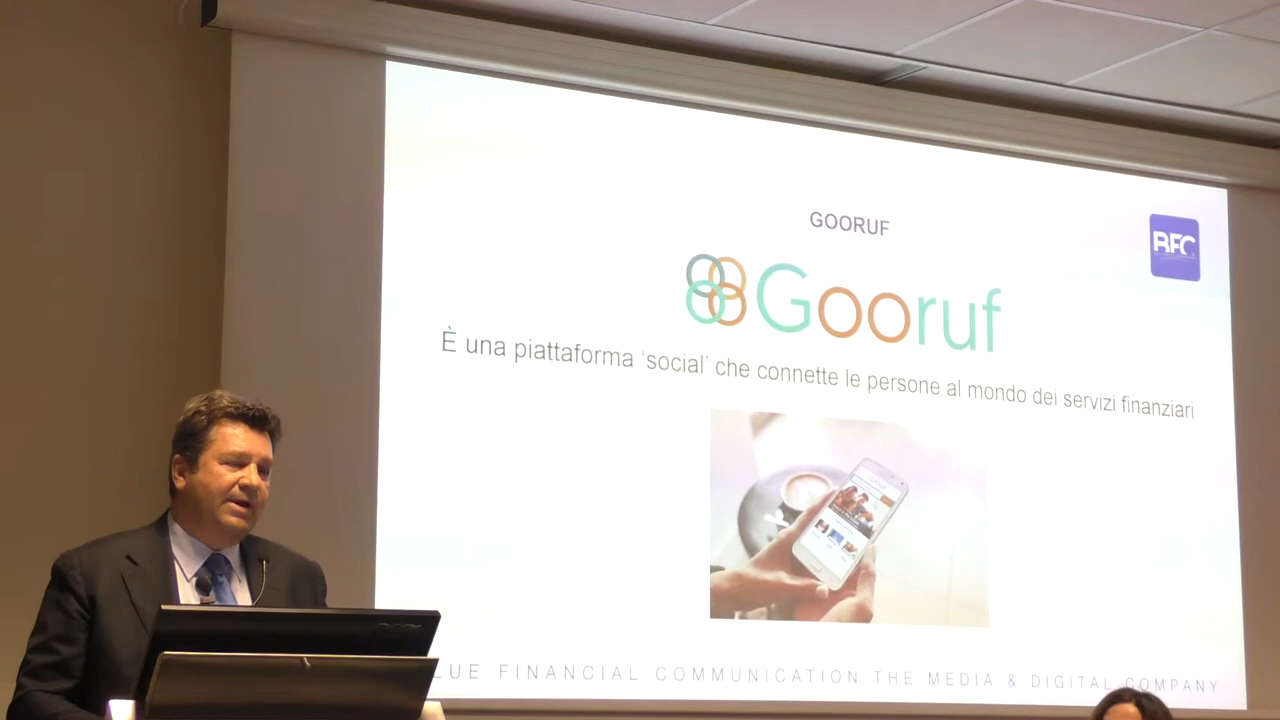 GOORUF
BFC
Gooruf
È una piattaforma ‘social’ che connette le persone al mondo dei servizi finanziari
FINANCIAL COMMUNICATION THE MEDIA & DIGITAL COMPANY
acer